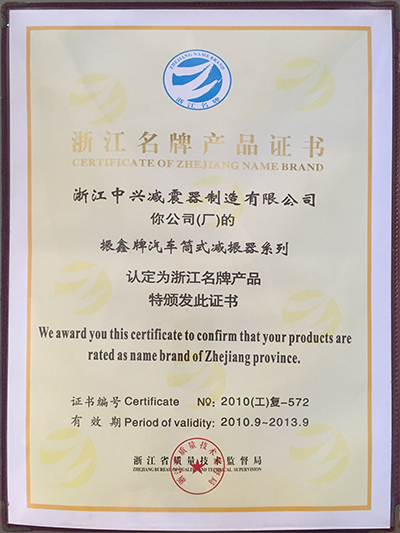 ZHEJIANG NAME BRAND
浙江名牌
浙江名牌产品证书
CERTIFICATE OF ZHEJIANG NAME BRAND
浙江中兴减震器制造有限公司
你公司(厂)的
振鑫牌汽车筒式减振器系列
认定为浙江名牌产品
特颁发此证书
We award you this certificate to confirm that your products are
rated as name brand of Zhejiang province.
证书编号 Certificate No: 2010(工)复-572
有效期 Period of validity: 2010.9~2013.9
浙江省质量技术监督局
ZHEJIANG BUREAU OF QUALITY AND TECHNICAL SUPERVISION